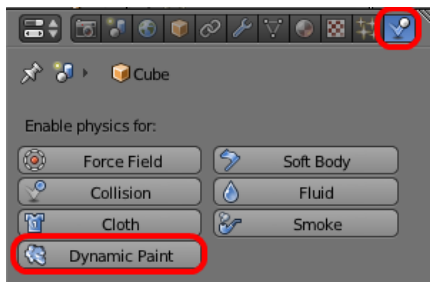 Cube
Enable physics for:
Force Field Soft Body
Collision Fluid
Cloth Smoke
Dynamic Paint